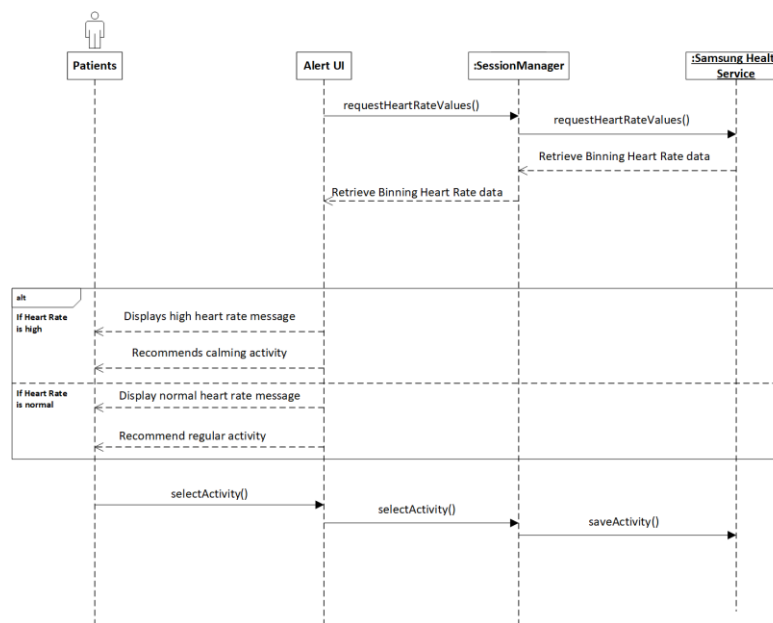 Patients
Alert UI
:SessionManager
:Samsung Healt
Service
requestHeartRateValues()
requestHeartRateValues()
Retrieve Binning Heart Rate data
Retrieve Binning Heart Rate data
alt
If Heart Rate
is high
Displays high heart rate message
Recommends calming activity
If Heart Rate
is normal
Display normal heart rate message
Recommend regular activity
selectActivity()
selectActivity()
saveActivity()